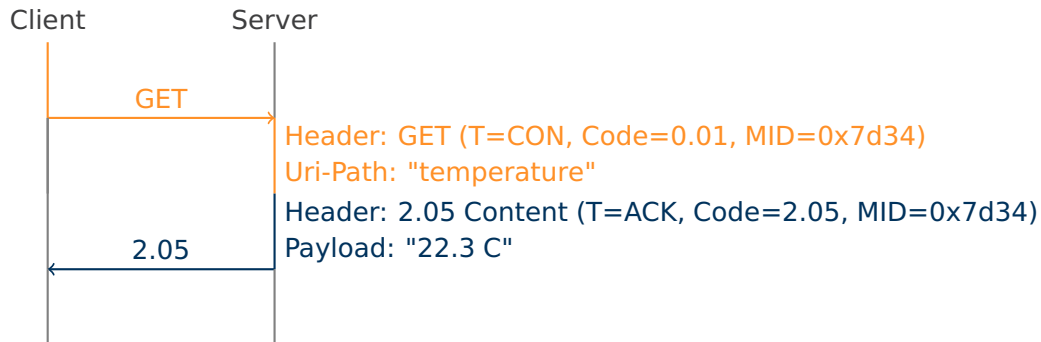 Client
Server
GET
Header: GET (T=CON, Code=0.01, MID=0x7d34)
Uri-Path: "temperature"
Header: 2.05 Content (T=ACK, Code=2.05, MID=0x7d34)
2.05
Payload: "22.3 C"